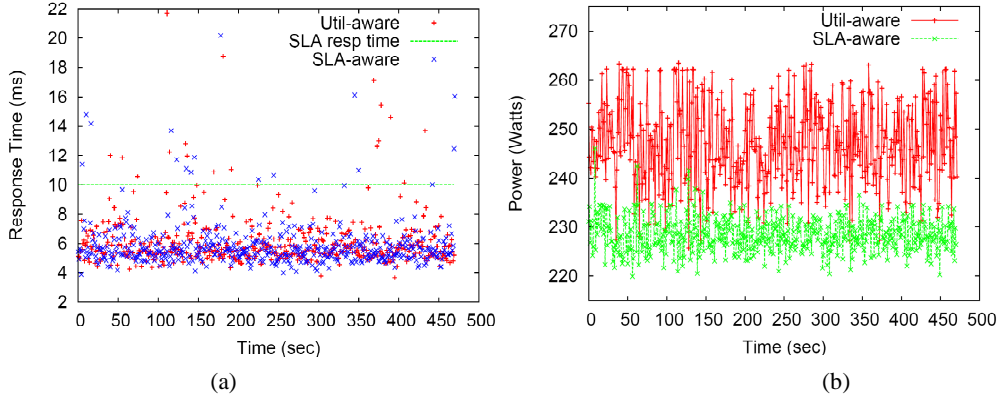 22
20
18
16
14
12
10
8
6
4
2
Response Time (ms)
Util-aware
SLA resp time
SLA-aware
0 50 100 150 200 250 300 350 400 450 500
Time (sec)
(a)
270
260
250
240
230
220
Power (Watts)
Util-aware
SLA-aware
0 50 100 150 200 250 300 350 400 450 500
Time (sec)
(b)